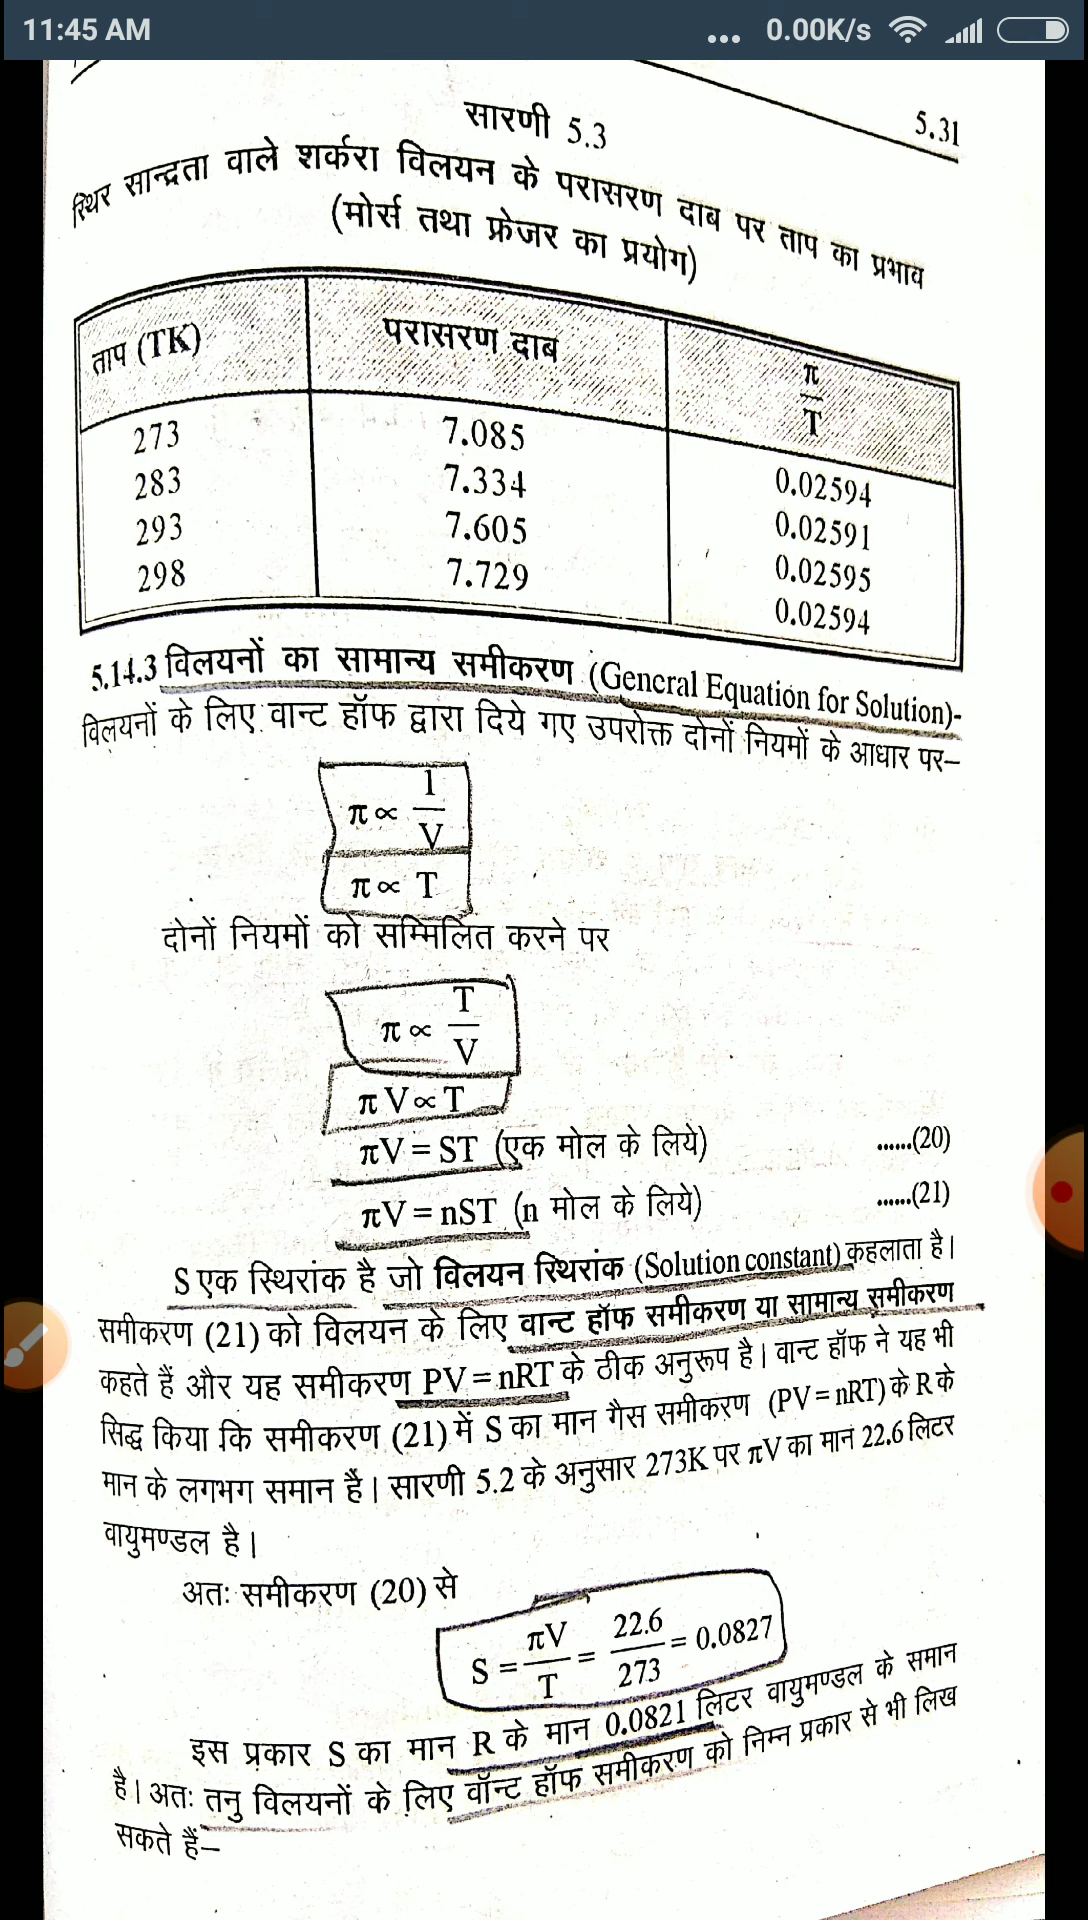 11:45 AM ... 0.00K/s
5.31
सारणी 5.3
स्थिर सान्द्रता वाले शर्करा विलयन के परासरण दाब पर ताप का प्रभाव
(मोर्स तथा फ्रेजर का प्रयोग)
ताप (TK) परासरण दाब π/T
273 7.085 0.02594
283 7.334 0.02591
293 7.605 0.02595
298 7.729 0.02594
5.14.3 विलयनों का सामान्य समीकरण (General Equation for Solution)-
विलयनों के लिए वान्ट हॉफ द्वारा दिये गए उपरोक्त दोनों नियमों के आधार पर–
π ∝ 1/V
π ∝ T
दोनों नियमों को सम्मिलित करने पर
π ∝ T/V
π V ∝ T
πV = ST (एक मोल के लिये) ......(20)
πV = nST (n मोल के लिये) ......(21)
S एक स्थिरांक है जो विलयन स्थिरांक (Solution constant) कहलाता है।
समीकरण (21) को विलयन के लिए वान्ट हॉफ समीकरण या सामान्य समीकरण
कहते हैं और यह समीकरण PV = nRT के ठीक अनुरूप है। वान्ट हॉफ ने यह भी
सिद्ध किया कि समीकरण (21) में S का मान गैस समीकरण (PV = nRT) के R के
मान के लगभग समान है। सारणी 5.2 के अनुसार 273K पर πV का मान 22.6 लिटर
वायुमण्डल है।
अतः समीकरण (20) से
S = πV/T = 22.6/273 = 0.0827
इस प्रकार S का मान R के मान 0.0821 लिटर वायुमण्डल के समान
है। अतः तनु विलयनों के लिए वॉन्ट हॉफ समीकरण को निम्न प्रकार से भी लिख
सकते हैं–